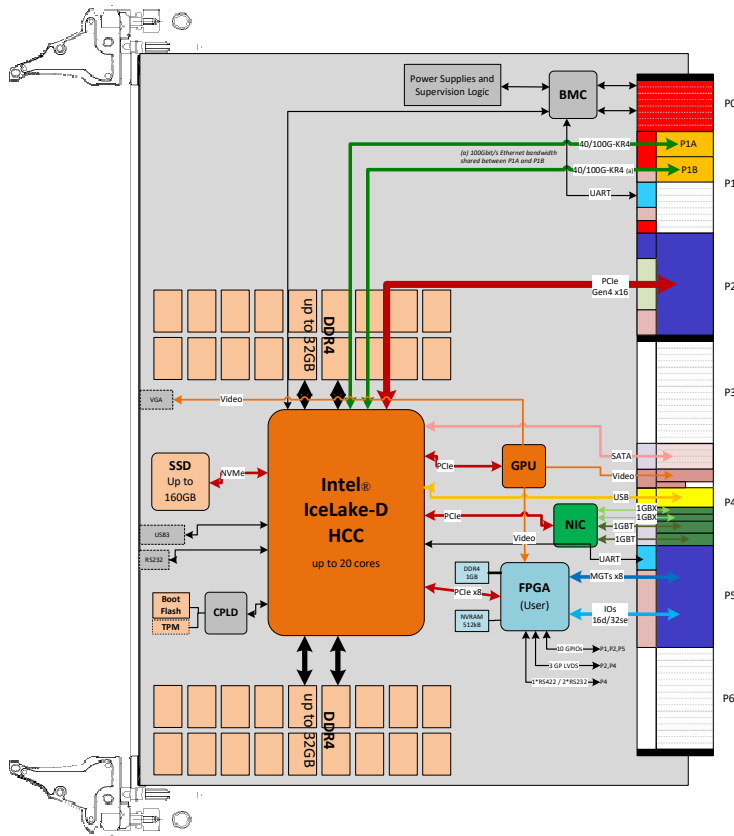 Power Supplies and
Supervision Logic
BMC
P0
40/100G-KR4
P1A
(a) 100Gbit/s Ethernet bandwidth
shared between P1A and P1B
40/100G-KR4 (a)
P1B
P1
UART
PCIe
Gen4 x16
P2
DDR4
up to 32GB
P3
VGA
Video
SATA
SSD
Up to
160GB
NVMe
PCIe
GPU
Video
Intel®
IceLake-D
HCC
up to 20 cores
USB
P4
1GBX
1GBX
PCIe
NIC
1GBT
1GBT
USB3
Video
RS232
UART
DDR4
1GB
FPGA
(User)
MGTs x8
PCIe x8
P5
Boot
Flash
TPM
CPLD
NVRAM
512kB
IOs
16d/32se
10 GPIOs
P1,P2,P5
3 GP LVDS
P2,P4
1*RS422 / 2*RS232
P4
P6
DDR4
up to 32GB